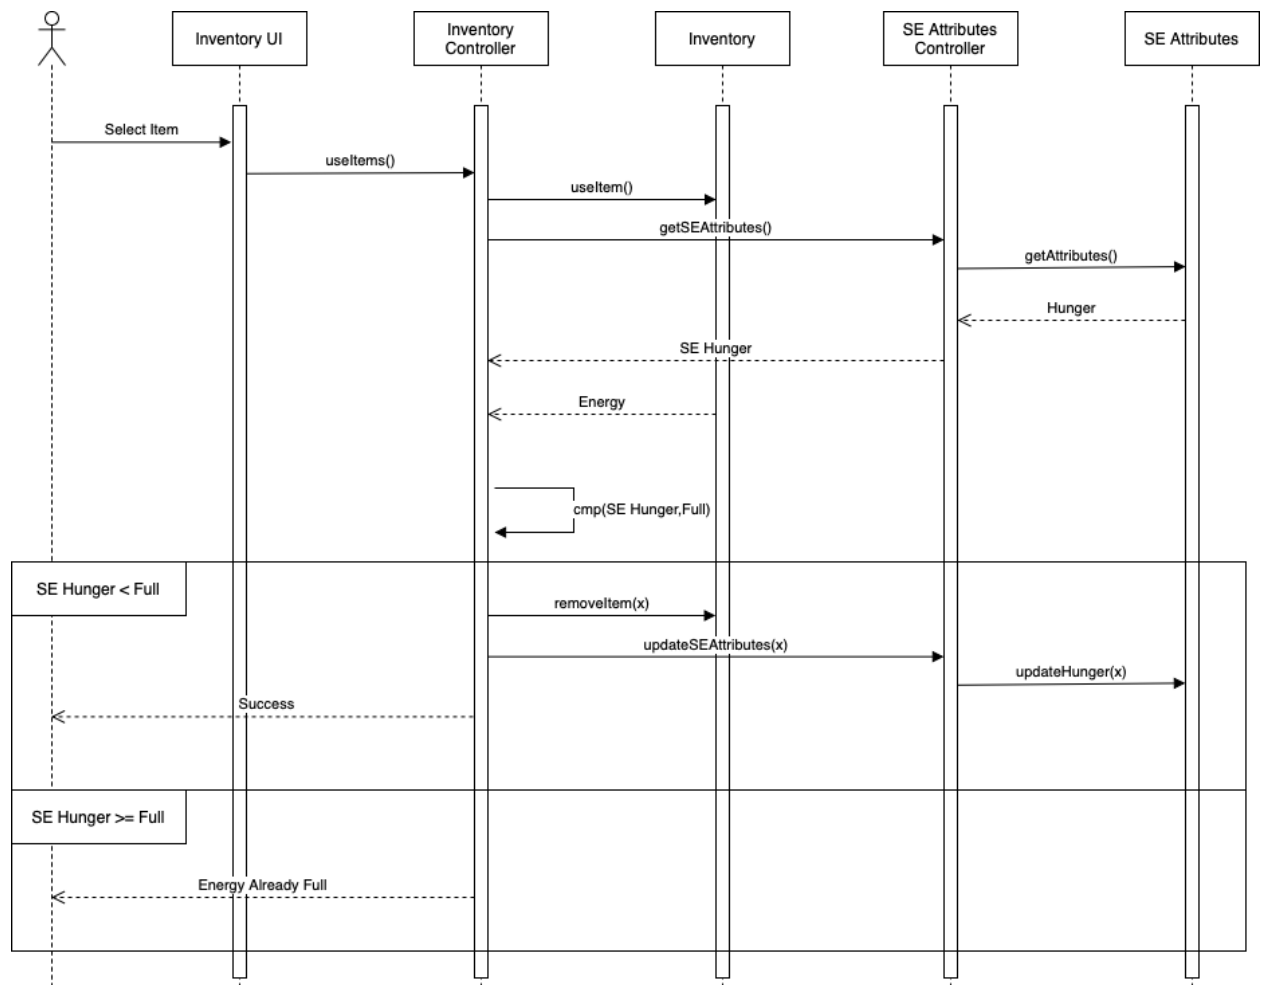 Inventory UI
Inventory
Controller
Inventory
SE Attributes
Controller
SE Attributes
Select Item
useItems()
useItem()
getSEAttributes()
getAttributes()
Hunger
SE Hunger
Energy
cmp(SE Hunger,Full)
SE Hunger < Full
removeItem(x)
updateSEAttributes(x)
updateHunger(x)
Success
SE Hunger >= Full
Energy Already Full